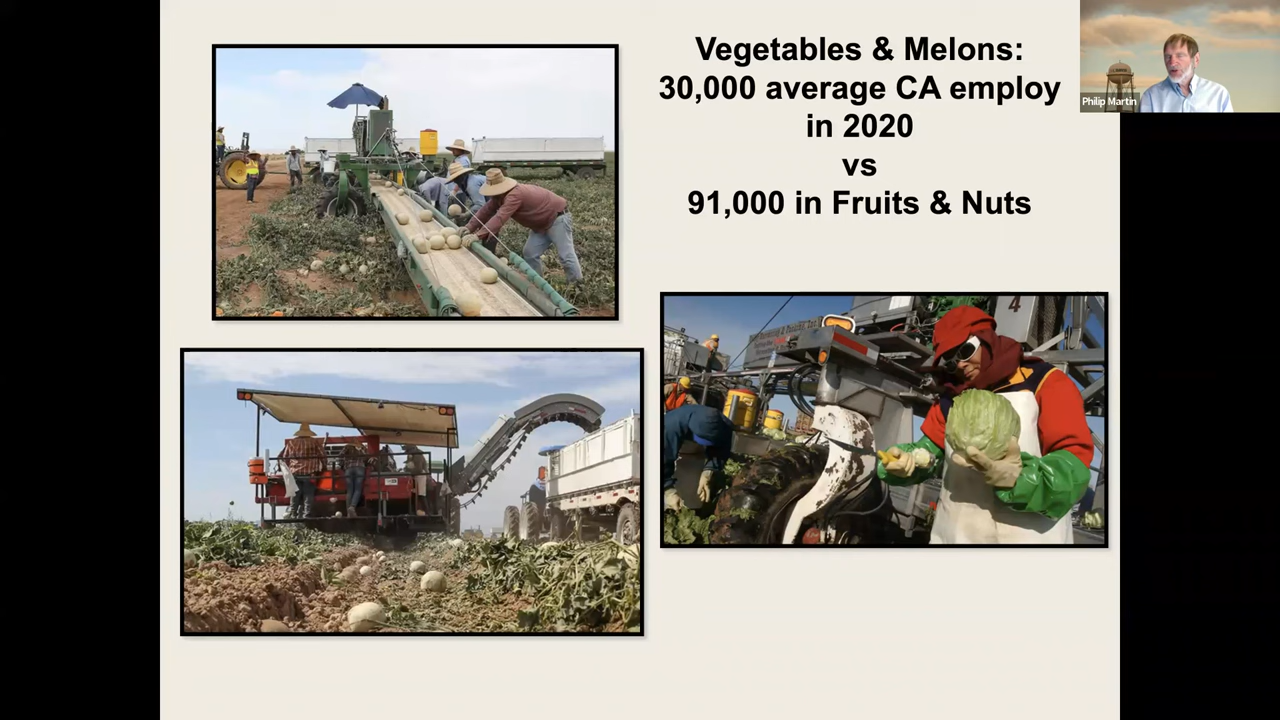 Vegetables & Melons:
30,000 average CA employ
in 2020
vs
91,000 in Fruits & Nuts
Philip Martin
4